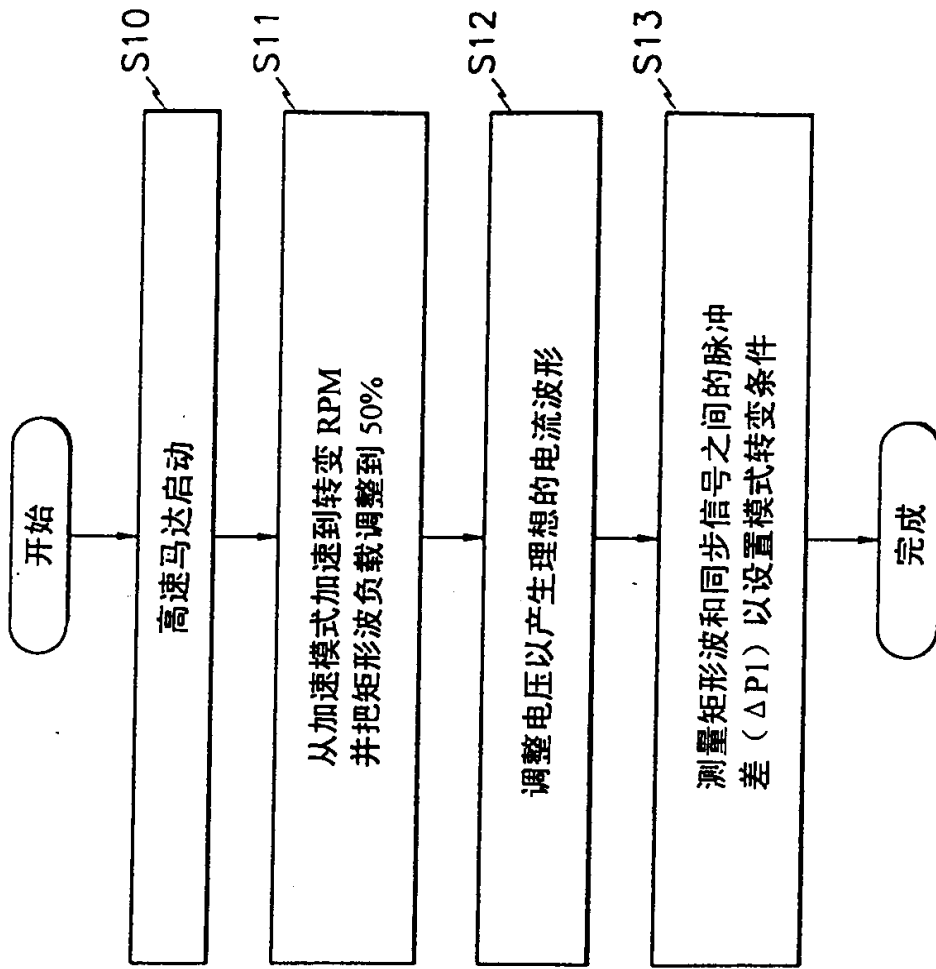 开始
高速马达启动
S10
从加速模式加速到转变 RPM
并把矩形波负载调整到 50%
S11
调整电压以产生理想的电流波形
S12
测量矩形波和同步信号之间的脉冲
差（ΔP1）以设置模式转变条件
S13
完成